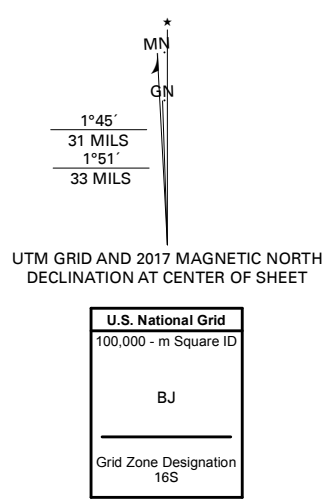 ★
MN
GN
1°45´
31 MILS
1°51´
33 MILS
UTM GRID AND 2017 MAGNETIC NORTH
DECLINATION AT CENTER OF SHEET
U.S. National Grid
100,000 - m Square ID
BJ
Grid Zone Designation
16S